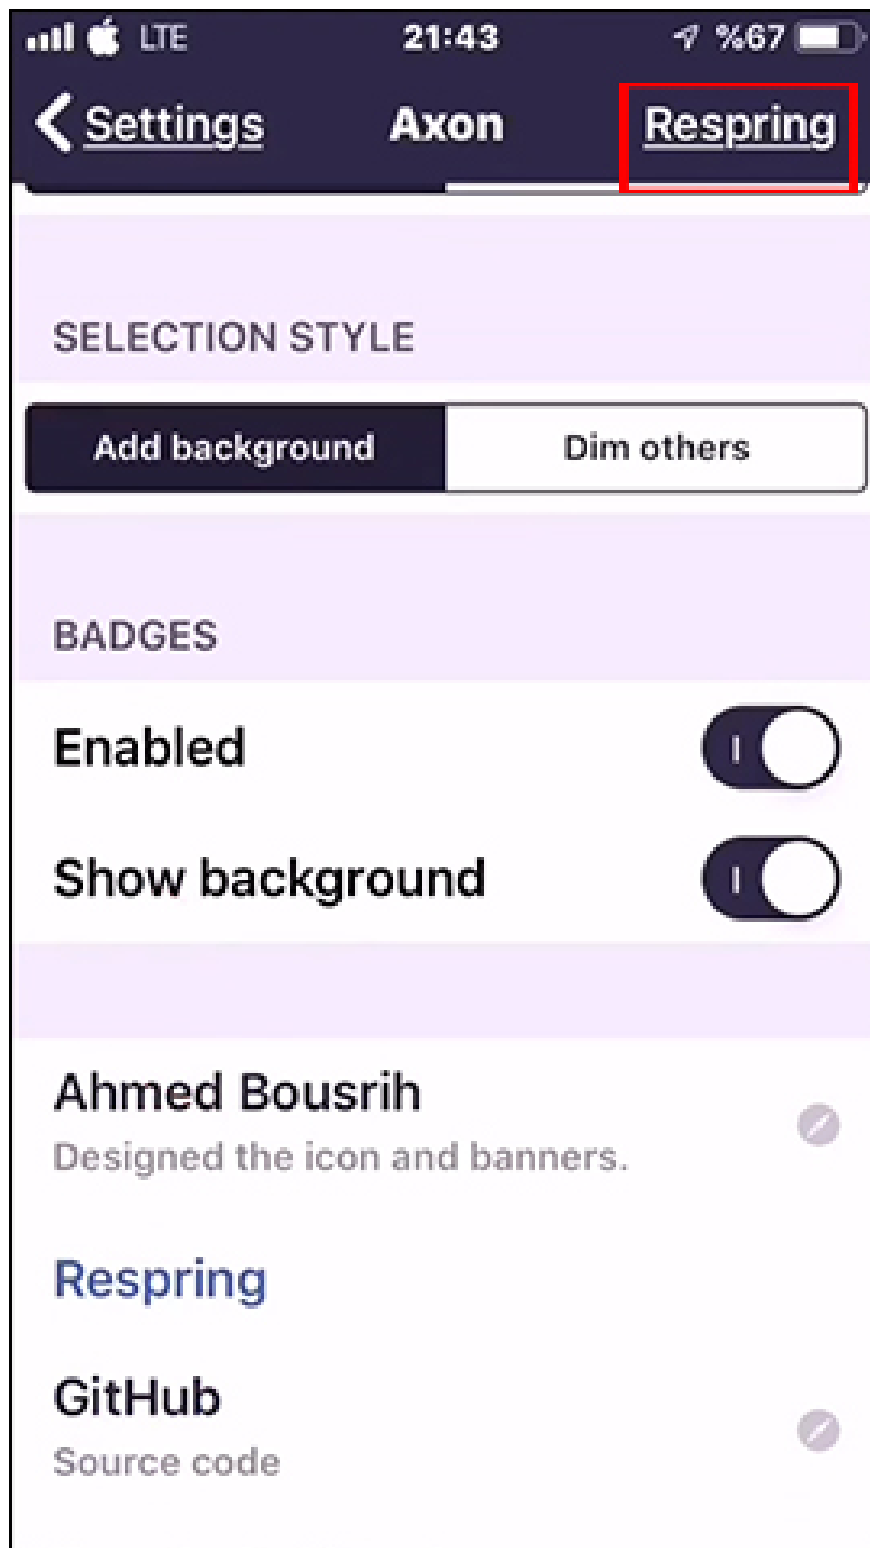 LTE 21:43 %67
Settings Axon Respring
SELECTION STYLE
Add background Dim others
BADGES
Enabled
Show background
Ahmed Bousrih
Designed the icon and banners.
Respring
GitHub
Source code